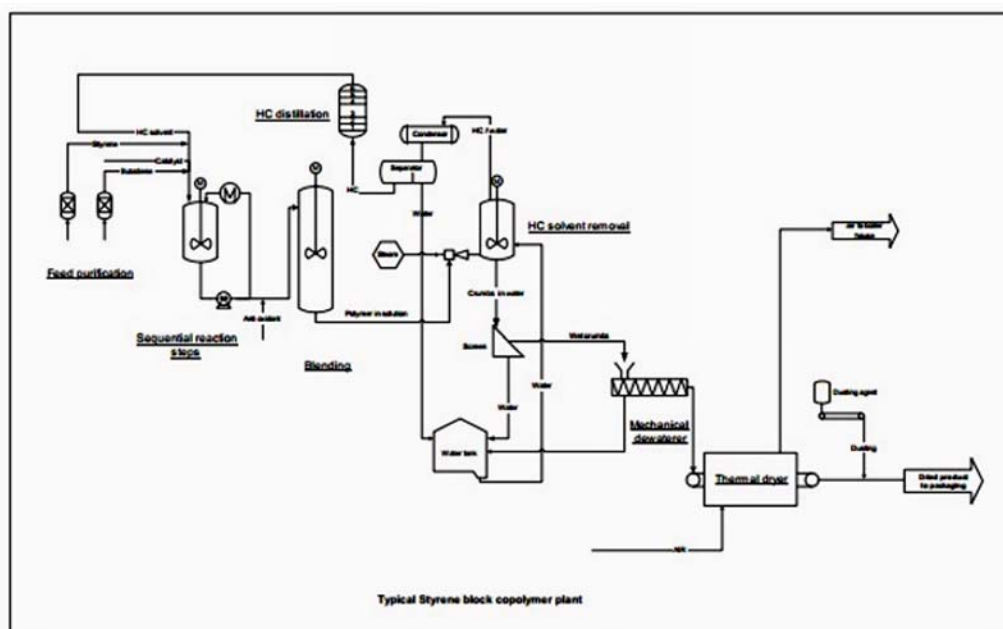 HC distillation
HC solvent
Styrene
Catalyst
Butadiene
Condenser
HC / water
Separator
HC
Water
HC solvent removal
Steam
Feed purification
Anti oxidant
Polymer in solution
Crumbs in water
Sequential reaction
steps
Blending
Screen
Wet crumbs
Water
Water
Mechanical
dewaterer
Water tank
Dusting agent
Dusting
Thermal dryer
Dried product
to packaging
Typical Styrene block copolymer plant
M
M
M
M
M